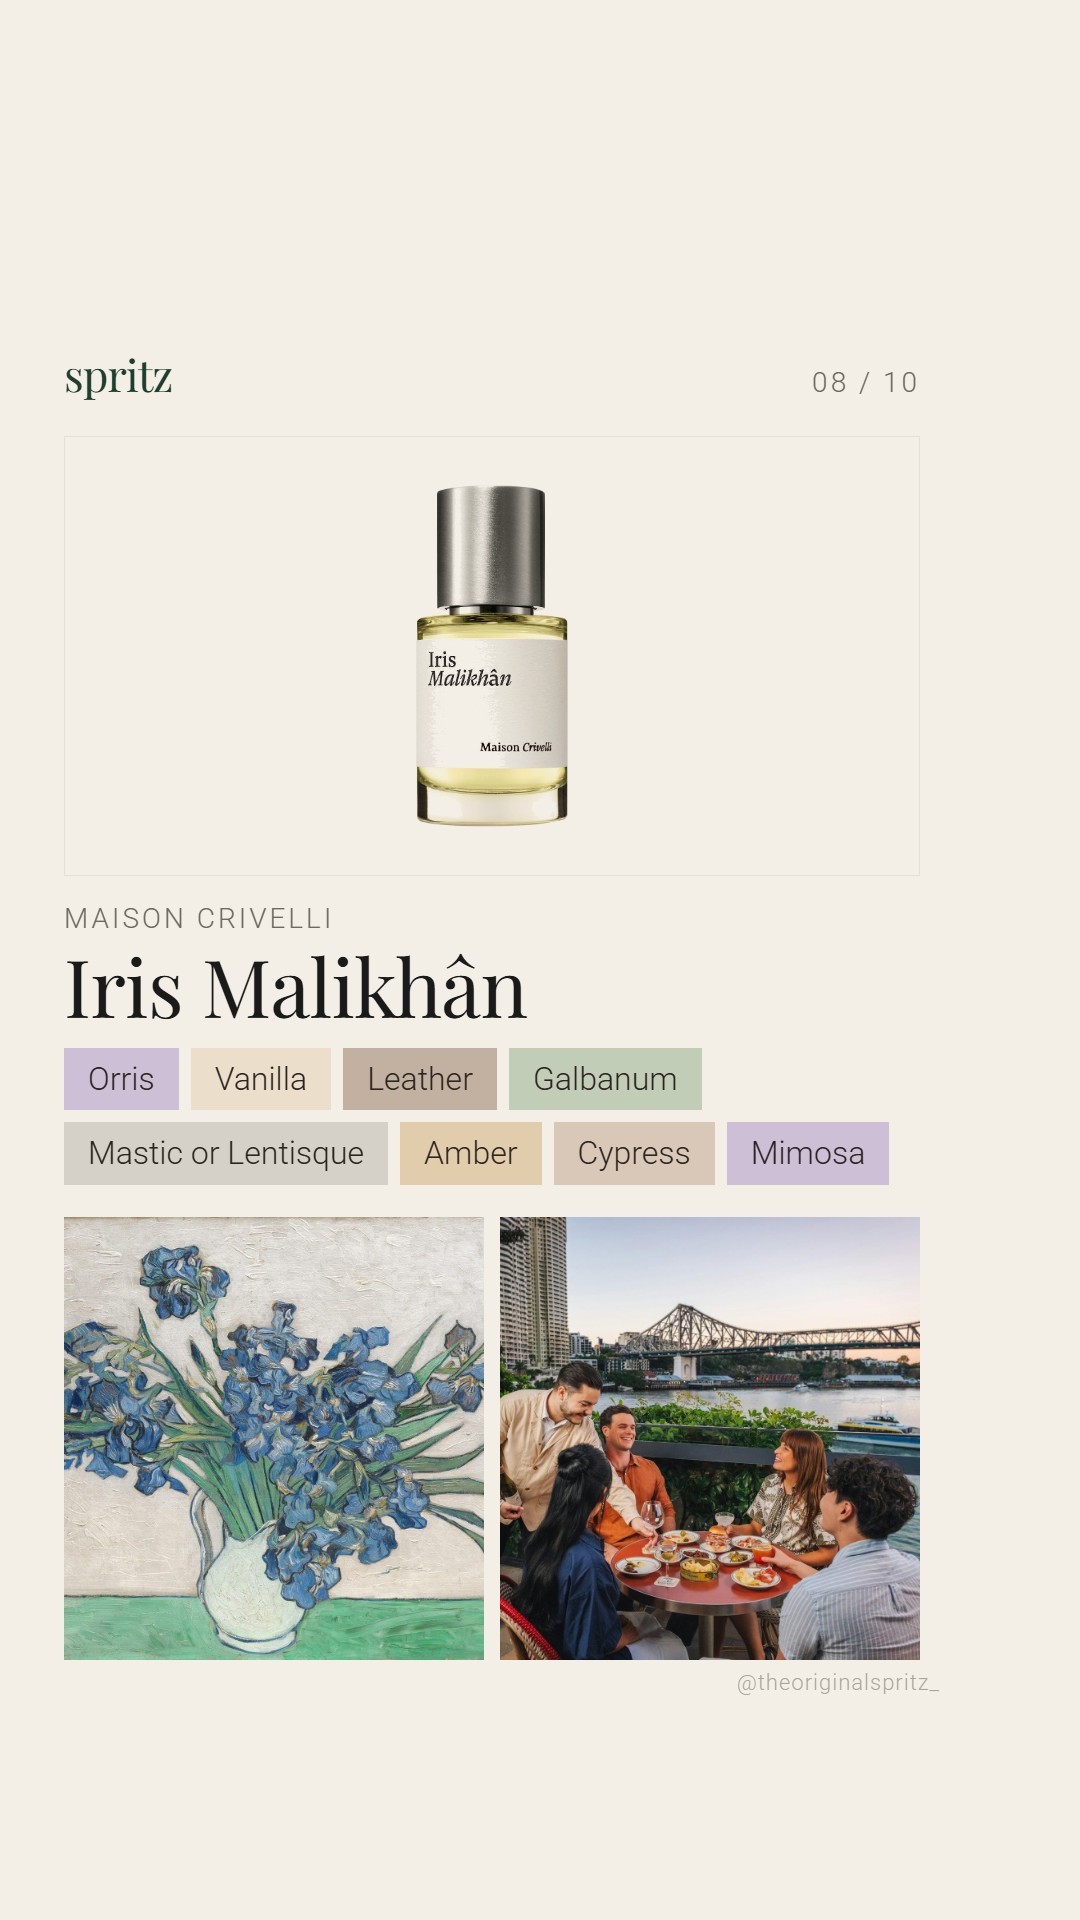 spritz
08 / 10
Iris
Malikhân
Maison Crivelli
MAISON CRIVELLI
Iris Malikhân
Orris
Vanilla
Leather
Galbanum
Mastic or Lentisque
Amber
Cypress
Mimosa
@theoriginalspritz_